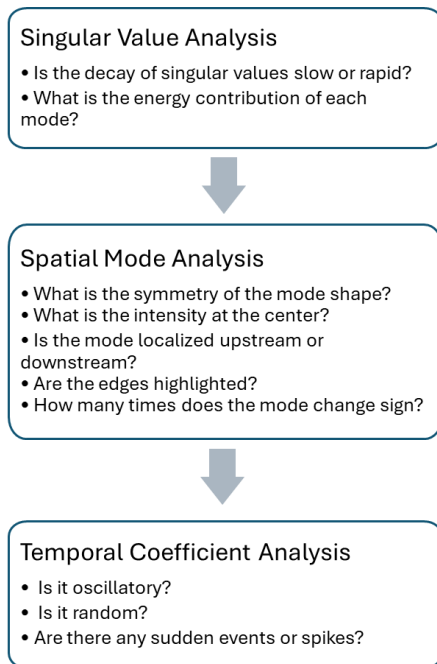 Singular Value Analysis
• Is the decay of singular values slow or rapid?
• What is the energy contribution of each
mode?
Spatial Mode Analysis
• What is the symmetry of the mode shape?
• What is the intensity at the center?
• Is the mode localized upstream or
downstream?
• Are the edges highlighted?
• How many times does the mode change sign?
Temporal Coefficient Analysis
• Is it oscillatory?
• Is it random?
• Are there any sudden events or spikes?